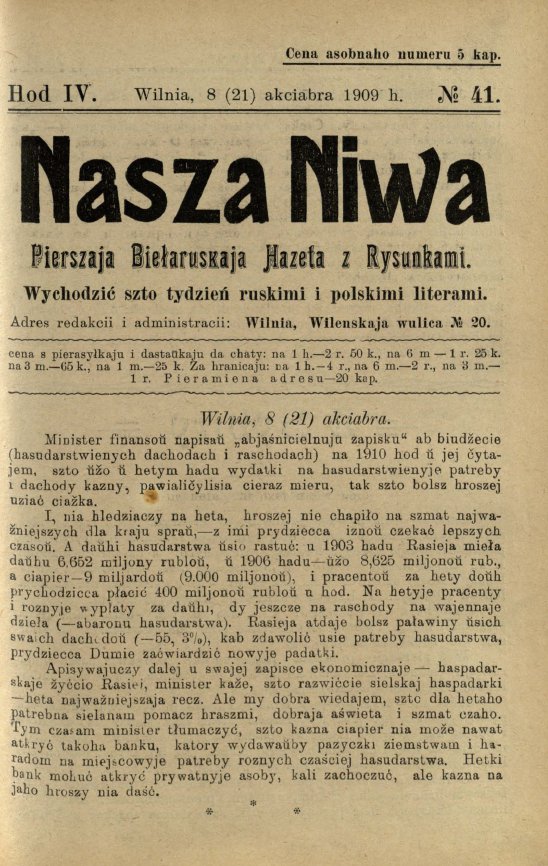 Cena asobnaho numeru 5 kap.
Hod IV. Wilnia, 8 (21) akciabra 1909 h. № 41.
Nasza Niwa
Pierszaja Biełaruskaja Hazeta z Rysunkami.
Wychodzić szto tydzień ruskimi i polskimi literami.
Adres redakcii i administracii: Wilnia, Wilenskaja wulica № 20.
cena s pierasyłkaju i dastaŭkaju da chaty: na 1 h.—2 r. 50 k., na 6 m — 1 r. 25 k.
na 3 m.—65 k., na 1 m.—25 k. Za hranicaju: na 1 h.—4 r., na 6 m.—2 r., na 3 m.—
1 r. Pieramiena adresu—20 kap.
Wilnia, 8 (21) akciabra.
Minister finansoŭ napisaŭ „abjaśnicielnuju zapisku“ ab biudżecie
(hasudarstwienych dachodach i raschodach) na 1910 hod ŭ jej čyta-
jem, szto ŭžo ŭ hetym hadu wydatki na hasudarstwienyje patreby
i dachody kazny, pawialičylisia cieraz mieru, tak szto bolsz hroszej
uziać ciażka.
I, nia hledziaczy na heta, hroszej nie chapiło na szmat najwa-
žniejszych dla kraju spraŭ,—z imi prydziecca iznoŭ czekać lepszych
czasoŭ. A daŭhi hasudarstwa ŭsio rastuć: u 1903 hadu Rasieja mieła
daŭhu 6,652 miljony rubloŭ, ŭ 1906 hadu—ŭžo 8,625 miljonoŭ rub.,
a ciapier—9 miljardoŭ (9.000 miljonoŭ), i pracentoŭ za hety doŭh
prychodzicca płacić 400 miljonoŭ rubloŭ u hod. Na hetyje pracenty
i roznyje wypłaty za daŭhi, dy jeszcze na raschody na wajennaje
dzieła (—abaronu hasudarstwa). Rasieja atdaje bolsz paławiny ŭsich
swaich dachodoŭ (—55, 3%), kab zdawolić usie patreby hasudarstwa,
prydziecca Dumie zaćwiardzić nowyje padatki.
Apisywajuczy dalej u swajej zapisce ekonomicznaje — haspadar-
skaje žyćcio Rasiei, minister każe, szto razwićcie sielskaj haspadarki
—heta najważniejszaja recz. Ale my dobra wiedajem, szto dla hetaho
patrebna sielanam pomacz hraszmi, dobraja aświeta i szmat czaho.
Tym czasam minister tłumaczyć, szto kazna ciapier nia może nawat
atkryć takoha banku, katory wydawaŭby pazyczki ziemstwam i ha-
radom na miejscowyje patreby roznych czaściej hasudarstwa. Hetki
bank mohuć atkryć prywatnyje asoby, kali zachoczuć, ale kazna na
jaho hroszy nia daść.
* * *